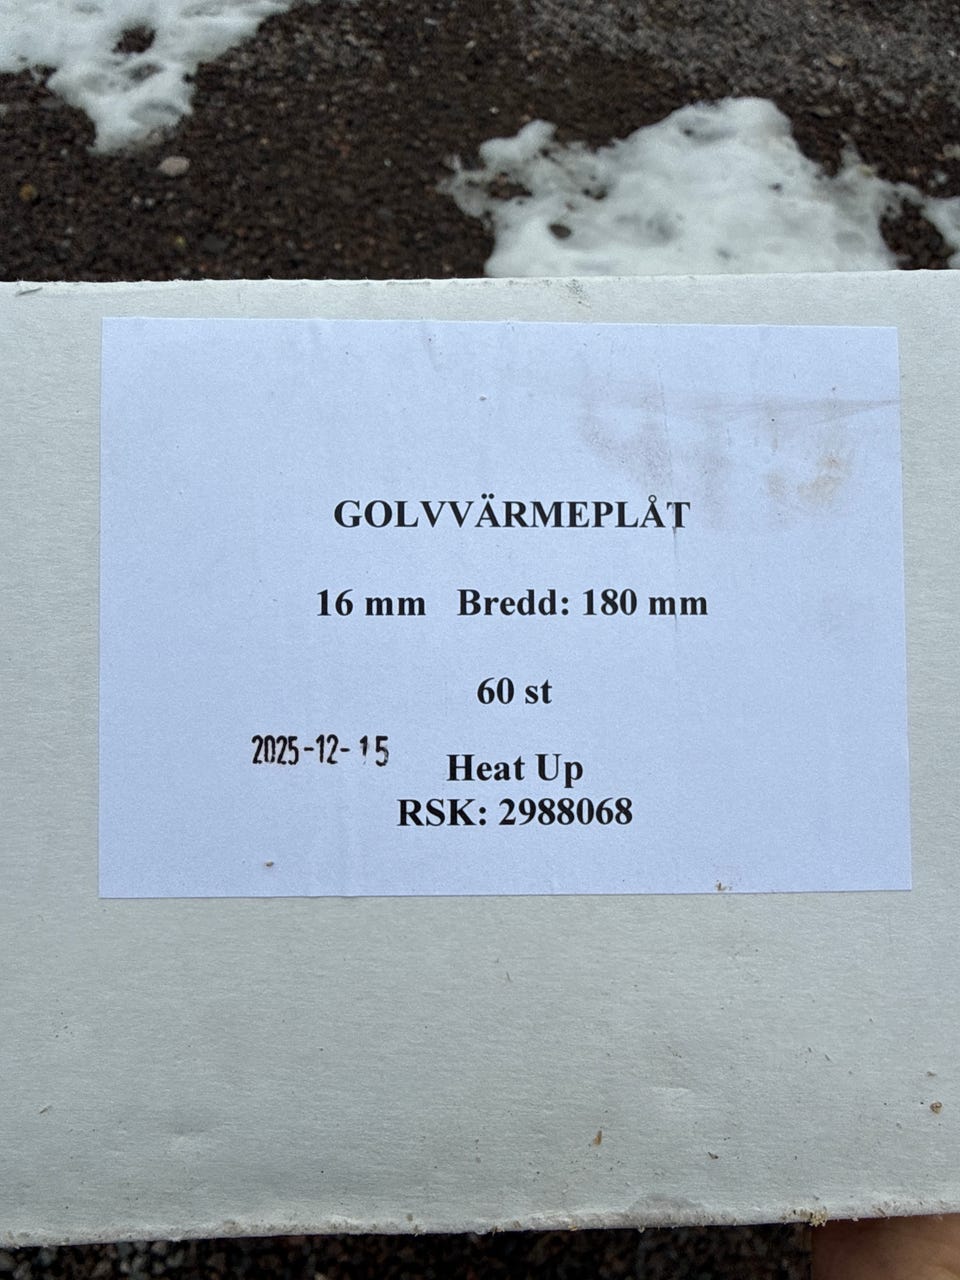 GOLVVÄRMEPLÅT
16 mm Bredd: 180 mm
60 st
2025-12-15
Heat Up
RSK: 2988068